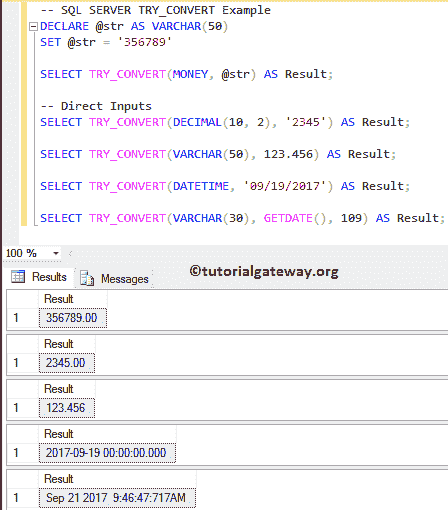 -- SQL SERVER TRY_CONVERT Example
DECLARE @str AS VARCHAR(50)
SET @str = '356789'
SELECT TRY_CONVERT(MONEY, @str) AS Result;
-- Direct Inputs
SELECT TRY_CONVERT(DECIMAL(10, 2), '2345') AS Result;
SELECT TRY_CONVERT(VARCHAR(50), 123.456) AS Result;
SELECT TRY_CONVERT(DATETIME, '09/19/2017') AS Result;
SELECT TRY_CONVERT(VARCHAR(30), GETDATE(), 109) AS Result;
100 %
Results Messages ©tutorialgateway.org
Result
1 356789.00
Result
1 2345.00
Result
1 123.456
Result
1 2017-09-19 00:00:00.000
Result
1 Sep 21 2017 9:46:47:717AM